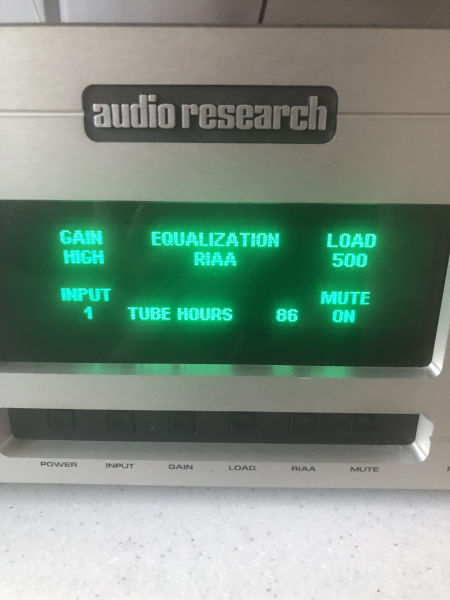 audio research
GAIN EQUALIZATION LOAD
HIGH RIAA 500
INPUT MUTE
1 TUBE HOURS 86 ON
POWER INPUT GAIN LOAD RIAA MUTE